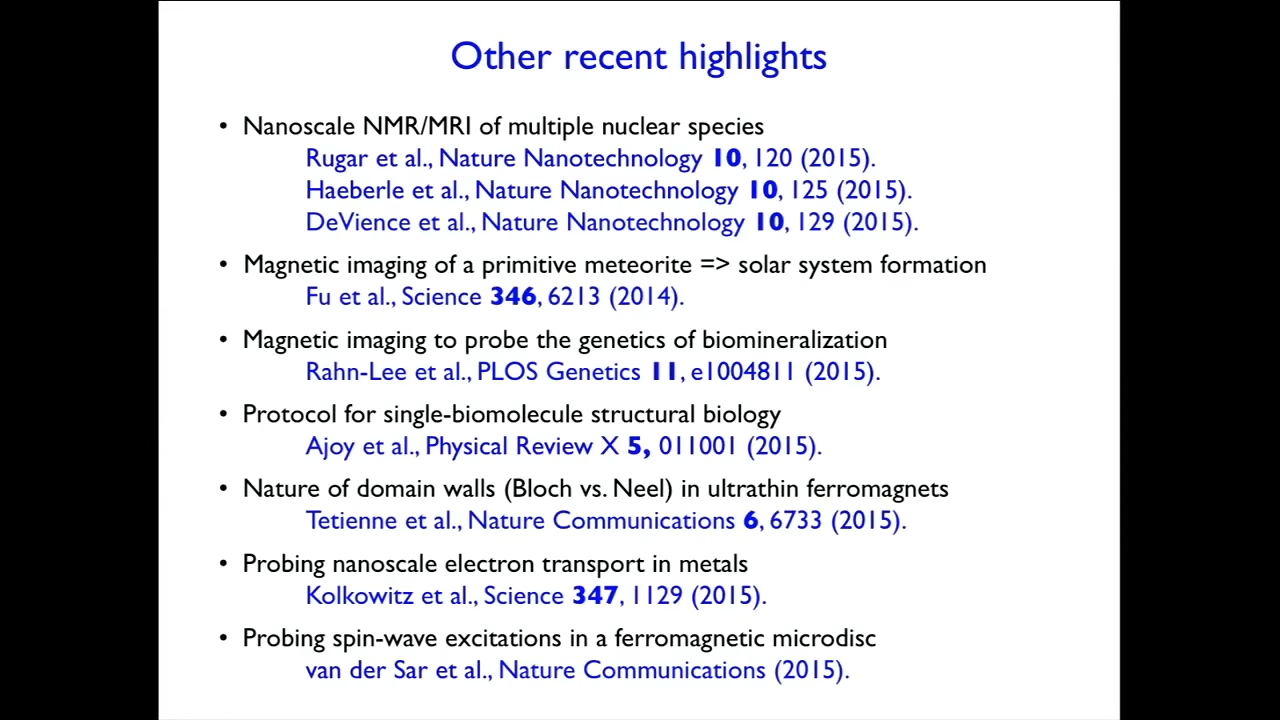 Other recent highlights
• Nanoscale NMR/MRI of multiple nuclear species
Rugar et al., Nature Nanotechnology 10, 120 (2015).
Haeberle et al., Nature Nanotechnology 10, 125 (2015).
DeVience et al., Nature Nanotechnology 10, 129 (2015).
• Magnetic imaging of a primitive meteorite => solar system formation
Fu et al., Science 346, 6213 (2014).
• Magnetic imaging to probe the genetics of biomineralization
Rahn-Lee et al., PLOS Genetics 11, e1004811 (2015).
• Protocol for single-biomolecule structural biology
Ajoy et al., Physical Review X 5, 011001 (2015).
• Nature of domain walls (Bloch vs. Neel) in ultrathin ferromagnets
Tetienne et al., Nature Communications 6, 6733 (2015).
• Probing nanoscale electron transport in metals
Kolkowitz et al., Science 347, 1129 (2015).
• Probing spin-wave excitations in a ferromagnetic microdisc
van der Sar et al., Nature Communications (2015).